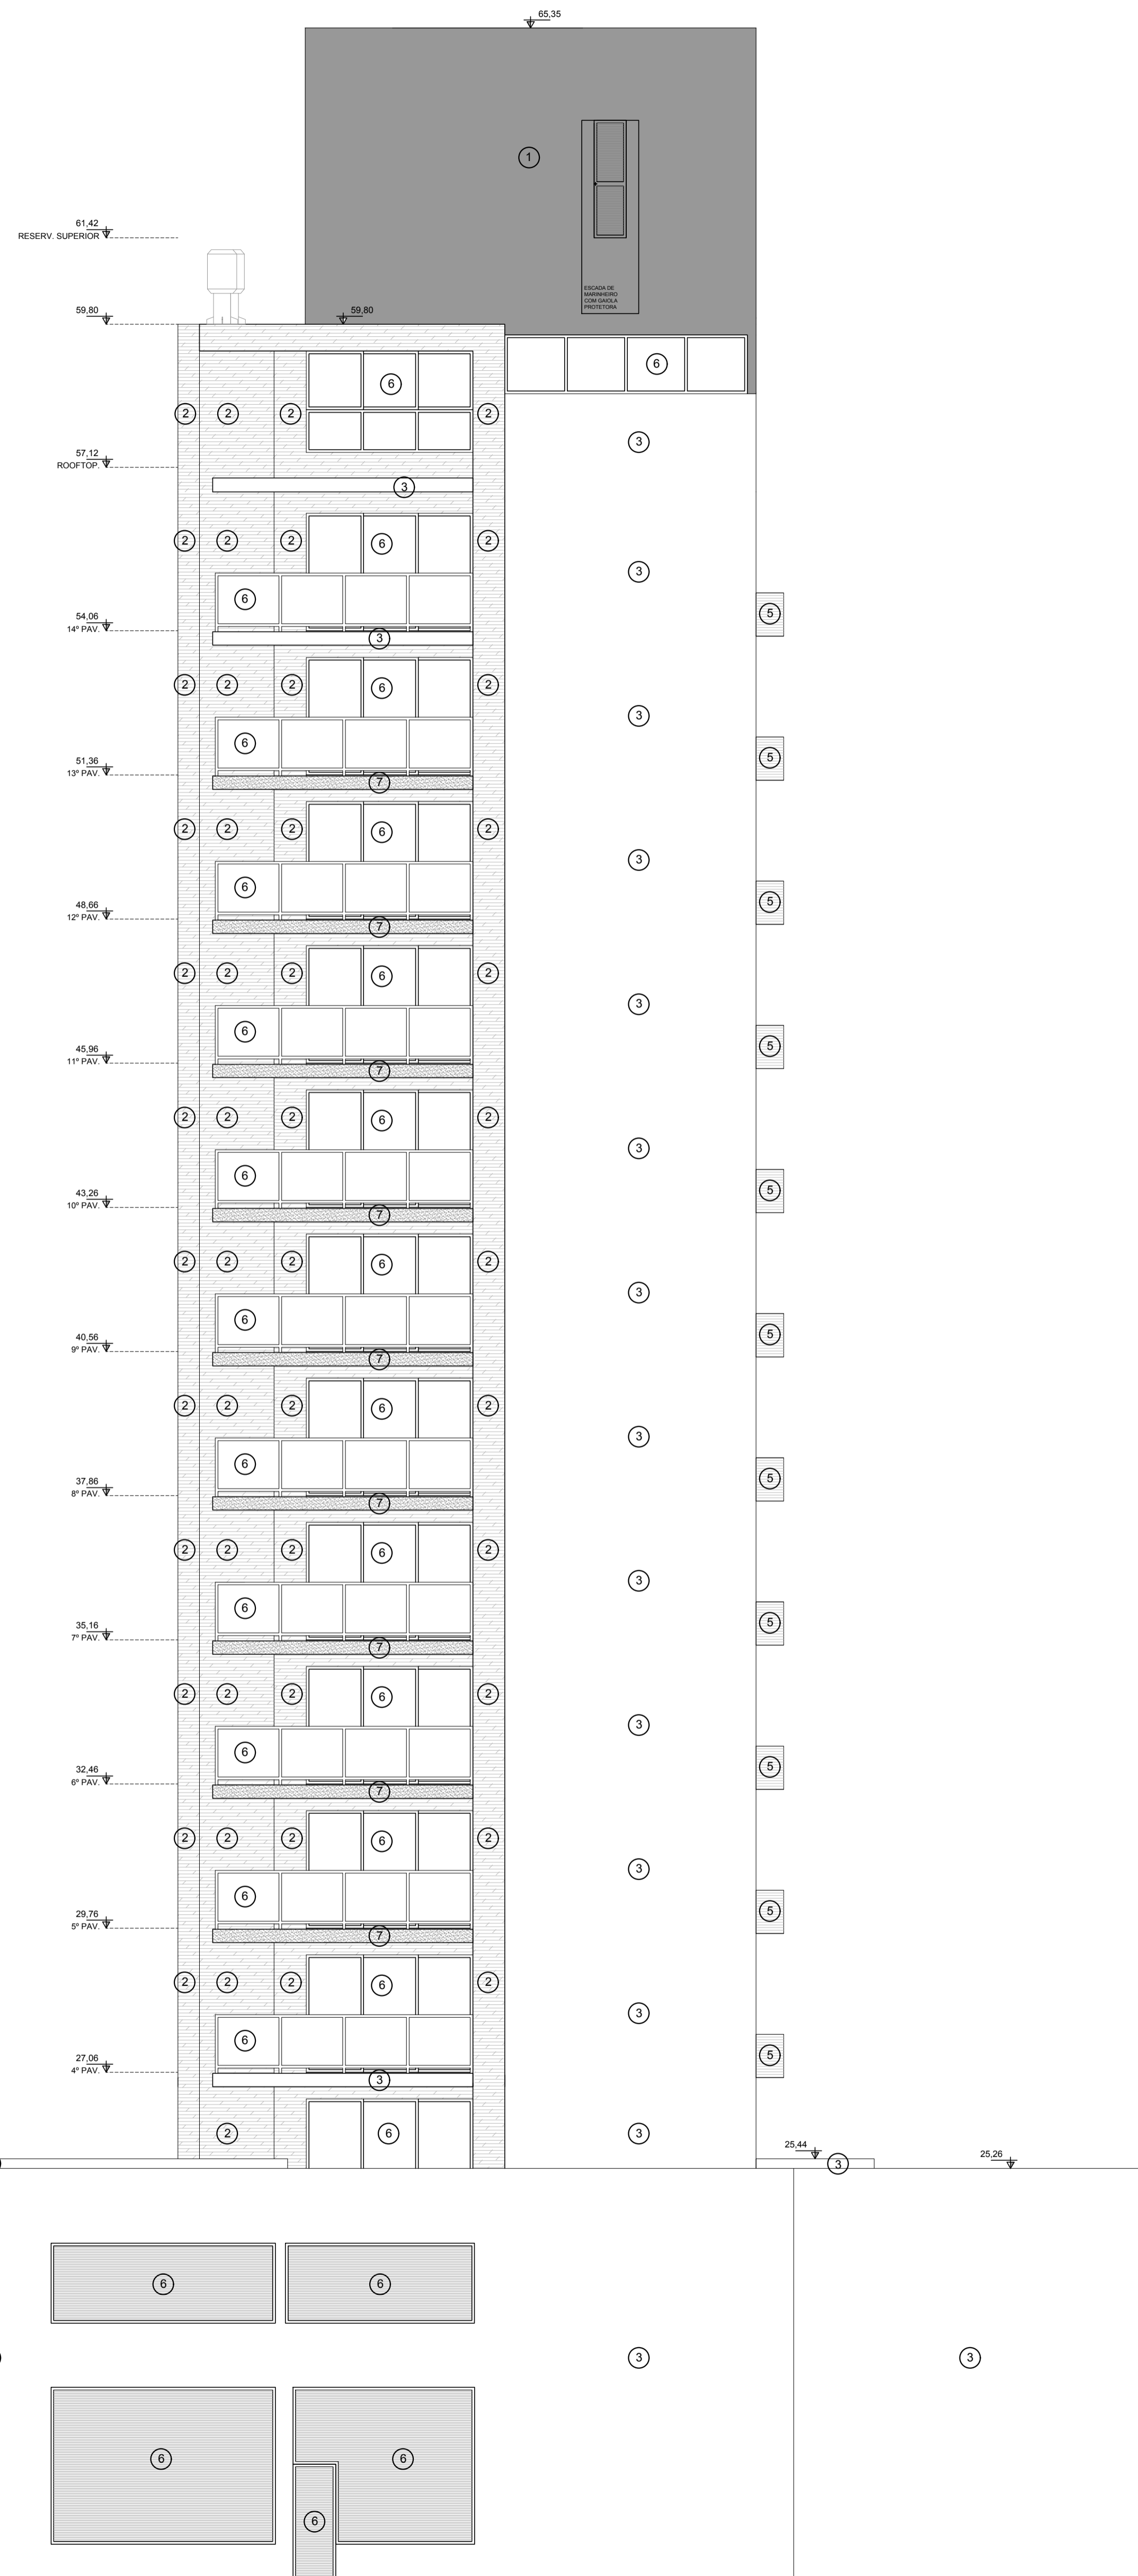 65,35
1
61,42
RESERV. SUPERIOR
ESCADA DE
MARINHEIRO
COM GAIOLA
PROTETORA
59,80
59,80
6
6
2 2 2 2
3
57,12
ROOFTOP.
3
2 2 2 6 2
3
6
5
54,06
14º PAV.
3
2 2 2 6 2
3
6
5
51,36
13º PAV.
7
2 2 2 6 2
3
6
5
48,66
12º PAV.
7
2 2 2 6 2
3
6
5
45,96
11º PAV.
7
2 2 2 6 2
3
6
5
43,26
10º PAV.
7
2 2 2 6 2
3
6
5
40,56
9º PAV.
7
2 2 2 6 2
3
6
5
37,86
8º PAV.
7
2 2 2 6 2
3
6
5
35,16
7º PAV.
7
2 2 2 6 2
3
6
5
32,46
6º PAV.
7
2 2 2 6 2
3
6
5
29,76
5º PAV.
7
2 2 2 6 2
3
6
5
27,06
4º PAV.
3
2 6 3
25,44
3
25,26
6 6
3 3
6 6
6